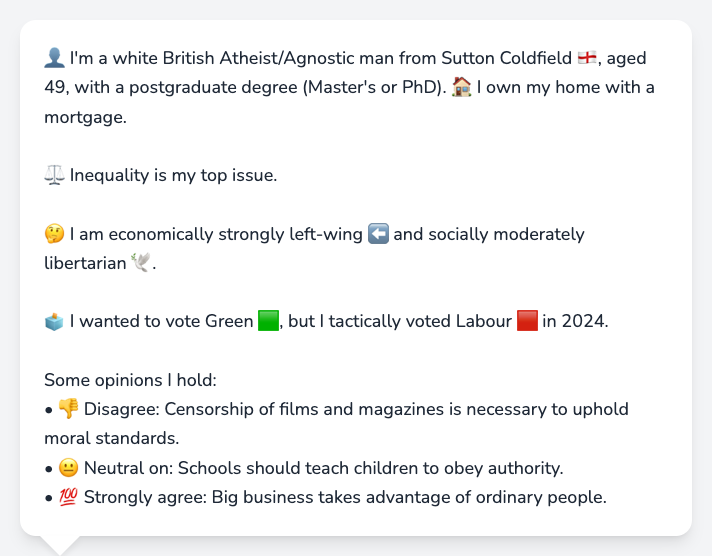 👤 I'm a white British Atheist/Agnostic man from Sutton Coldfield 🏴󠁧󠁢󠁥󠁮󠁧󠁿, aged
49, with a postgraduate degree (Master's or PhD). 🏠 I own my home with a
mortgage.
⚖️ Inequality is my top issue.
🤔 I am economically strongly left-wing ⬅️ and socially moderately
libertarian 🕊️.
🗳️ I wanted to vote Green 🟩, but I tactically voted Labour 🟥 in 2024.
Some opinions I hold:
• 👎 Disagree: Censorship of films and magazines is necessary to uphold
moral standards.
• 😐 Neutral on: Schools should teach children to obey authority.
• 💯 Strongly agree: Big business takes advantage of ordinary people.